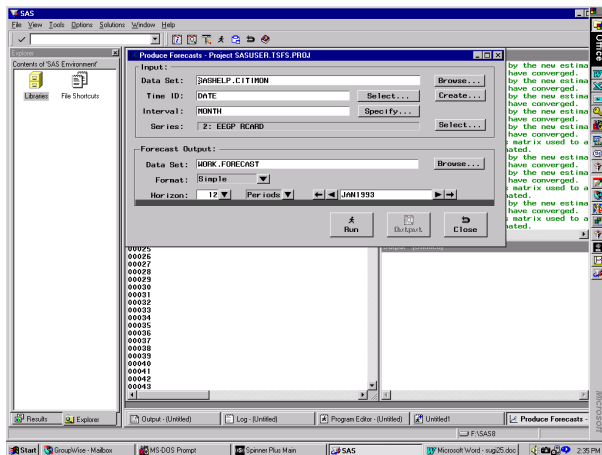 SAS
File View Tools Options Solutions Window Help
Explorer
Contents of 'SAS Environment'
Libraries
File Shortcuts
Produce Forecasts - Project SASUSER.TSFS.PROJ
Input:
Data Set: SASHELP.CITIMON Browse...
Time ID: DATE Select... Create...
Interval: MONTH Specify...
Series: 2: EEGP RCARD Select...
Forecast Output:
Data Set: WORK.FORECAST Browse...
Format: Simple
Horizon: 12 Periods JAN1993
Run Output Close
by the new estima
have converged.
by the new estima
have converged.
by the new estima
have converged.
by the new estima
have converged.
matrix used to a
ated.
by the new estima
have converged.
by the new estima
have converged.
by the new estima
have converged.
matrix used to a
ated.
00025
00026
00027
00028
00029
00030
00031
00032
00033
00034
00035
00036
00037
00038
00039
00040
00041
00042
00043
Results Explorer
Output - (Untitled) Log - (Untitled) Program Editor - (Untitled) Untitled1 Produce Forecasts -
F:\SAS8
Office
Microsoft
Start GroupWise - Mailbox MS-DOS Prompt Spinner Plus Main SAS Microsoft Word - sugi25.doc 2:35 PM